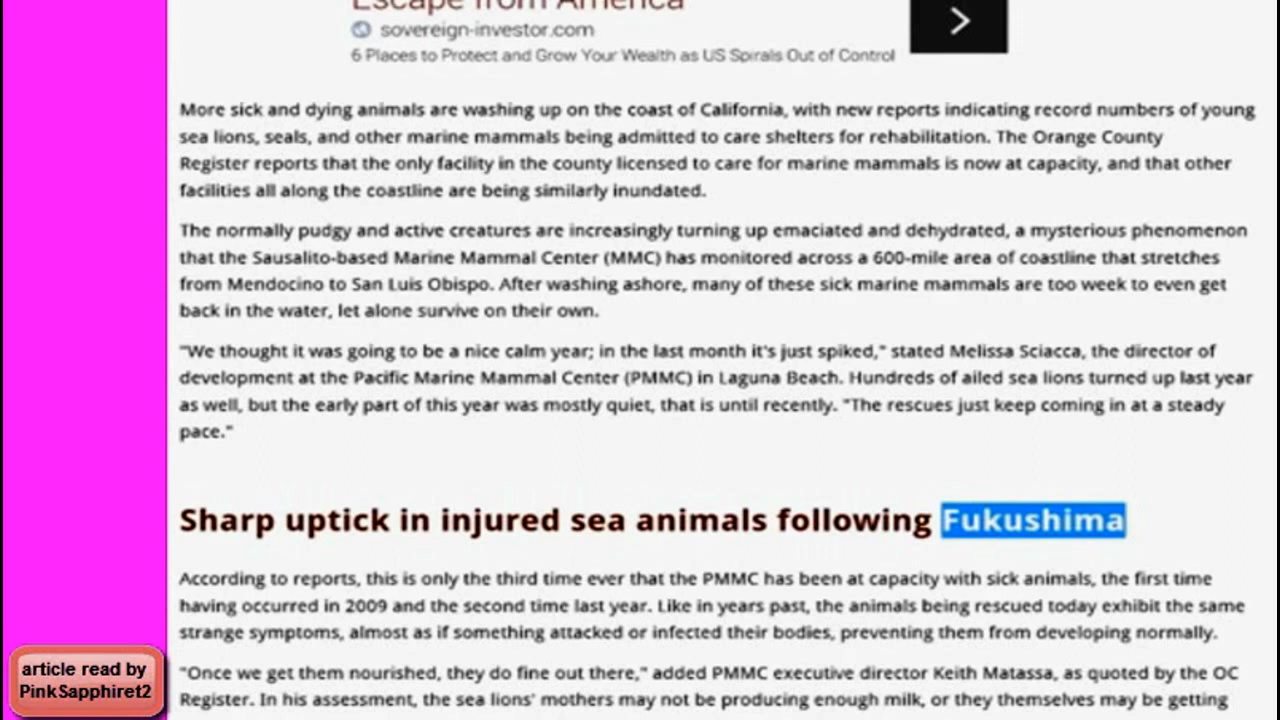 Escape from America
sovereign-investor.com
6 Places to Protect and Grow Your Wealth as US Spirals Out of Control
More sick and dying animals are washing up on the coast of California, with new reports indicating record numbers of young
sea lions, seals, and other marine mammals being admitted to care shelters for rehabilitation. The Orange County
Register reports that the only facility in the county licensed to care for marine mammals is now at capacity, and that other
facilities all along the coastline are being similarly inundated.
The normally pudgy and active creatures are increasingly turning up emaciated and dehydrated, a mysterious phenomenon
that the Sausalito-based Marine Mammal Center (MMC) has monitored across a 600-mile area of coastline that stretches
from Mendocino to San Luis Obispo. After washing ashore, many of these sick marine mammals are too week to even get
back in the water, let alone survive on their own.
"We thought it was going to be a nice calm year; in the last month it's just spiked," stated Melissa Sciacca, the director of
development at the Pacific Marine Mammal Center (PMMC) in Laguna Beach. Hundreds of ailed sea lions turned up last year
as well, but the early part of this year was mostly quiet, that is until recently. "The rescues just keep coming in at a steady
pace."
Sharp uptick in injured sea animals following Fukushima
According to reports, this is only the third time ever that the PMMC has been at capacity with sick animals, the first time
having occurred in 2009 and the second time last year. Like in years past, the animals being rescued today exhibit the same
strange symptoms, almost as if something attacked or infected their bodies, preventing them from developing normally.
"Once we get them nourished, they do fine out there," added PMMC executive director Keith Matassa, as quoted by the OC
Register. In his assessment, the sea lions' mothers may not be producing enough milk, or they themselves may be getting
article read by
PinkSapphiret2